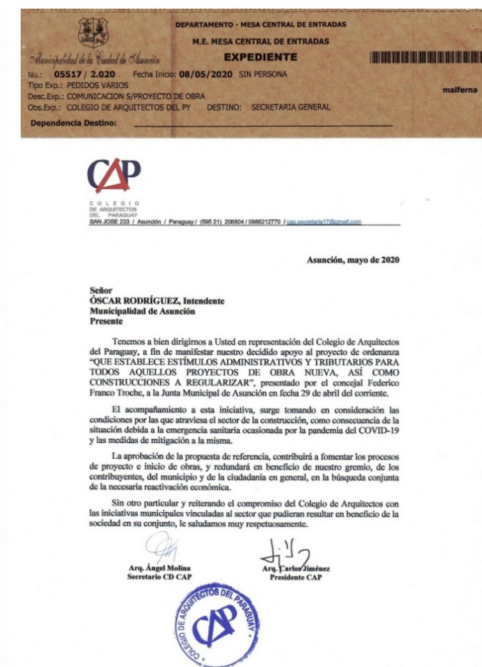 DEPARTAMENTO - MESA CENTRAL DE ENTRADAS
M.E. MESA CENTRAL DE ENTRADAS
Municipalidad de la Ciudad de Asunción
EXPEDIENTE
No.: 05517 / 2.020 Fecha Inicio: 08/05/2020 SIN PERSONA
Tipo Exp.: PEDIDOS VARIOS
malferna
Desc.Exp.: COMUNICACION S/PROYECTO DE OBRA
Obs.Exp.: COLEGIO DE ARQUITECTOS DEL PY DESTINO: SECRETARIA GENERAL
Dependencia Destino:
CAP
COLEGIO
DE ARQUITECTOS
DEL PARAGUAY
SAN JOSE 233 / Asunción / Paraguay / (595 21) 206804 / 0986212770 / cap.secretaria17@gmail.com
Asunción, mayo de 2020
Señor
ÓSCAR RODRÍGUEZ, Intendente
Municipalidad de Asunción
Presente
Tenemos a bien dirigirnos a Usted en representación del Colegio de Arquitectos
del Paraguay, a fin de manifestar nuestro decidido apoyo al proyecto de ordenanza
“QUE ESTABLECE ESTÍMULOS ADMINISTRATIVOS Y TRIBUTARIOS PARA
TODOS AQUELLOS PROYECTOS DE OBRA NUEVA, ASÍ COMO
CONSTRUCCIONES A REGULARIZAR”, presentado por el concejal Federico
Franco Troche, a la Junta Municipal de Asunción en fecha 29 de abril del corriente.
El acompañamiento a esta iniciativa, surge tomando en consideración las
condiciones por las que atraviesa el sector de la construcción, como consecuencia de la
situación debida a la emergencia sanitaria ocasionada por la pandemia del COVID-19
y las medidas de mitigación a la misma.
La aprobación de la propuesta de referencia, contribuirá a fomentar los procesos
de proyecto e inicio de obras, y redundará en beneficio de nuestro gremio, de los
contribuyentes, del municipio y de la ciudadanía en general, en la búsqueda conjunta
de la necesaria reactivación económica.
Sin otro particular y reiterando el compromiso del Colegio de Arquitectos con
las iniciativas municipales vinculadas al sector que pudieran resultar en beneficio de la
sociedad en su conjunto, le saludamos muy respetuosamente.
Arq. Ángel Molina
Secretario CD CAP
Arq. Carlos Jiménez
Presidente CAP
COLEGIO DE ARQUITECTOS DEL PARAGUAY
CAP